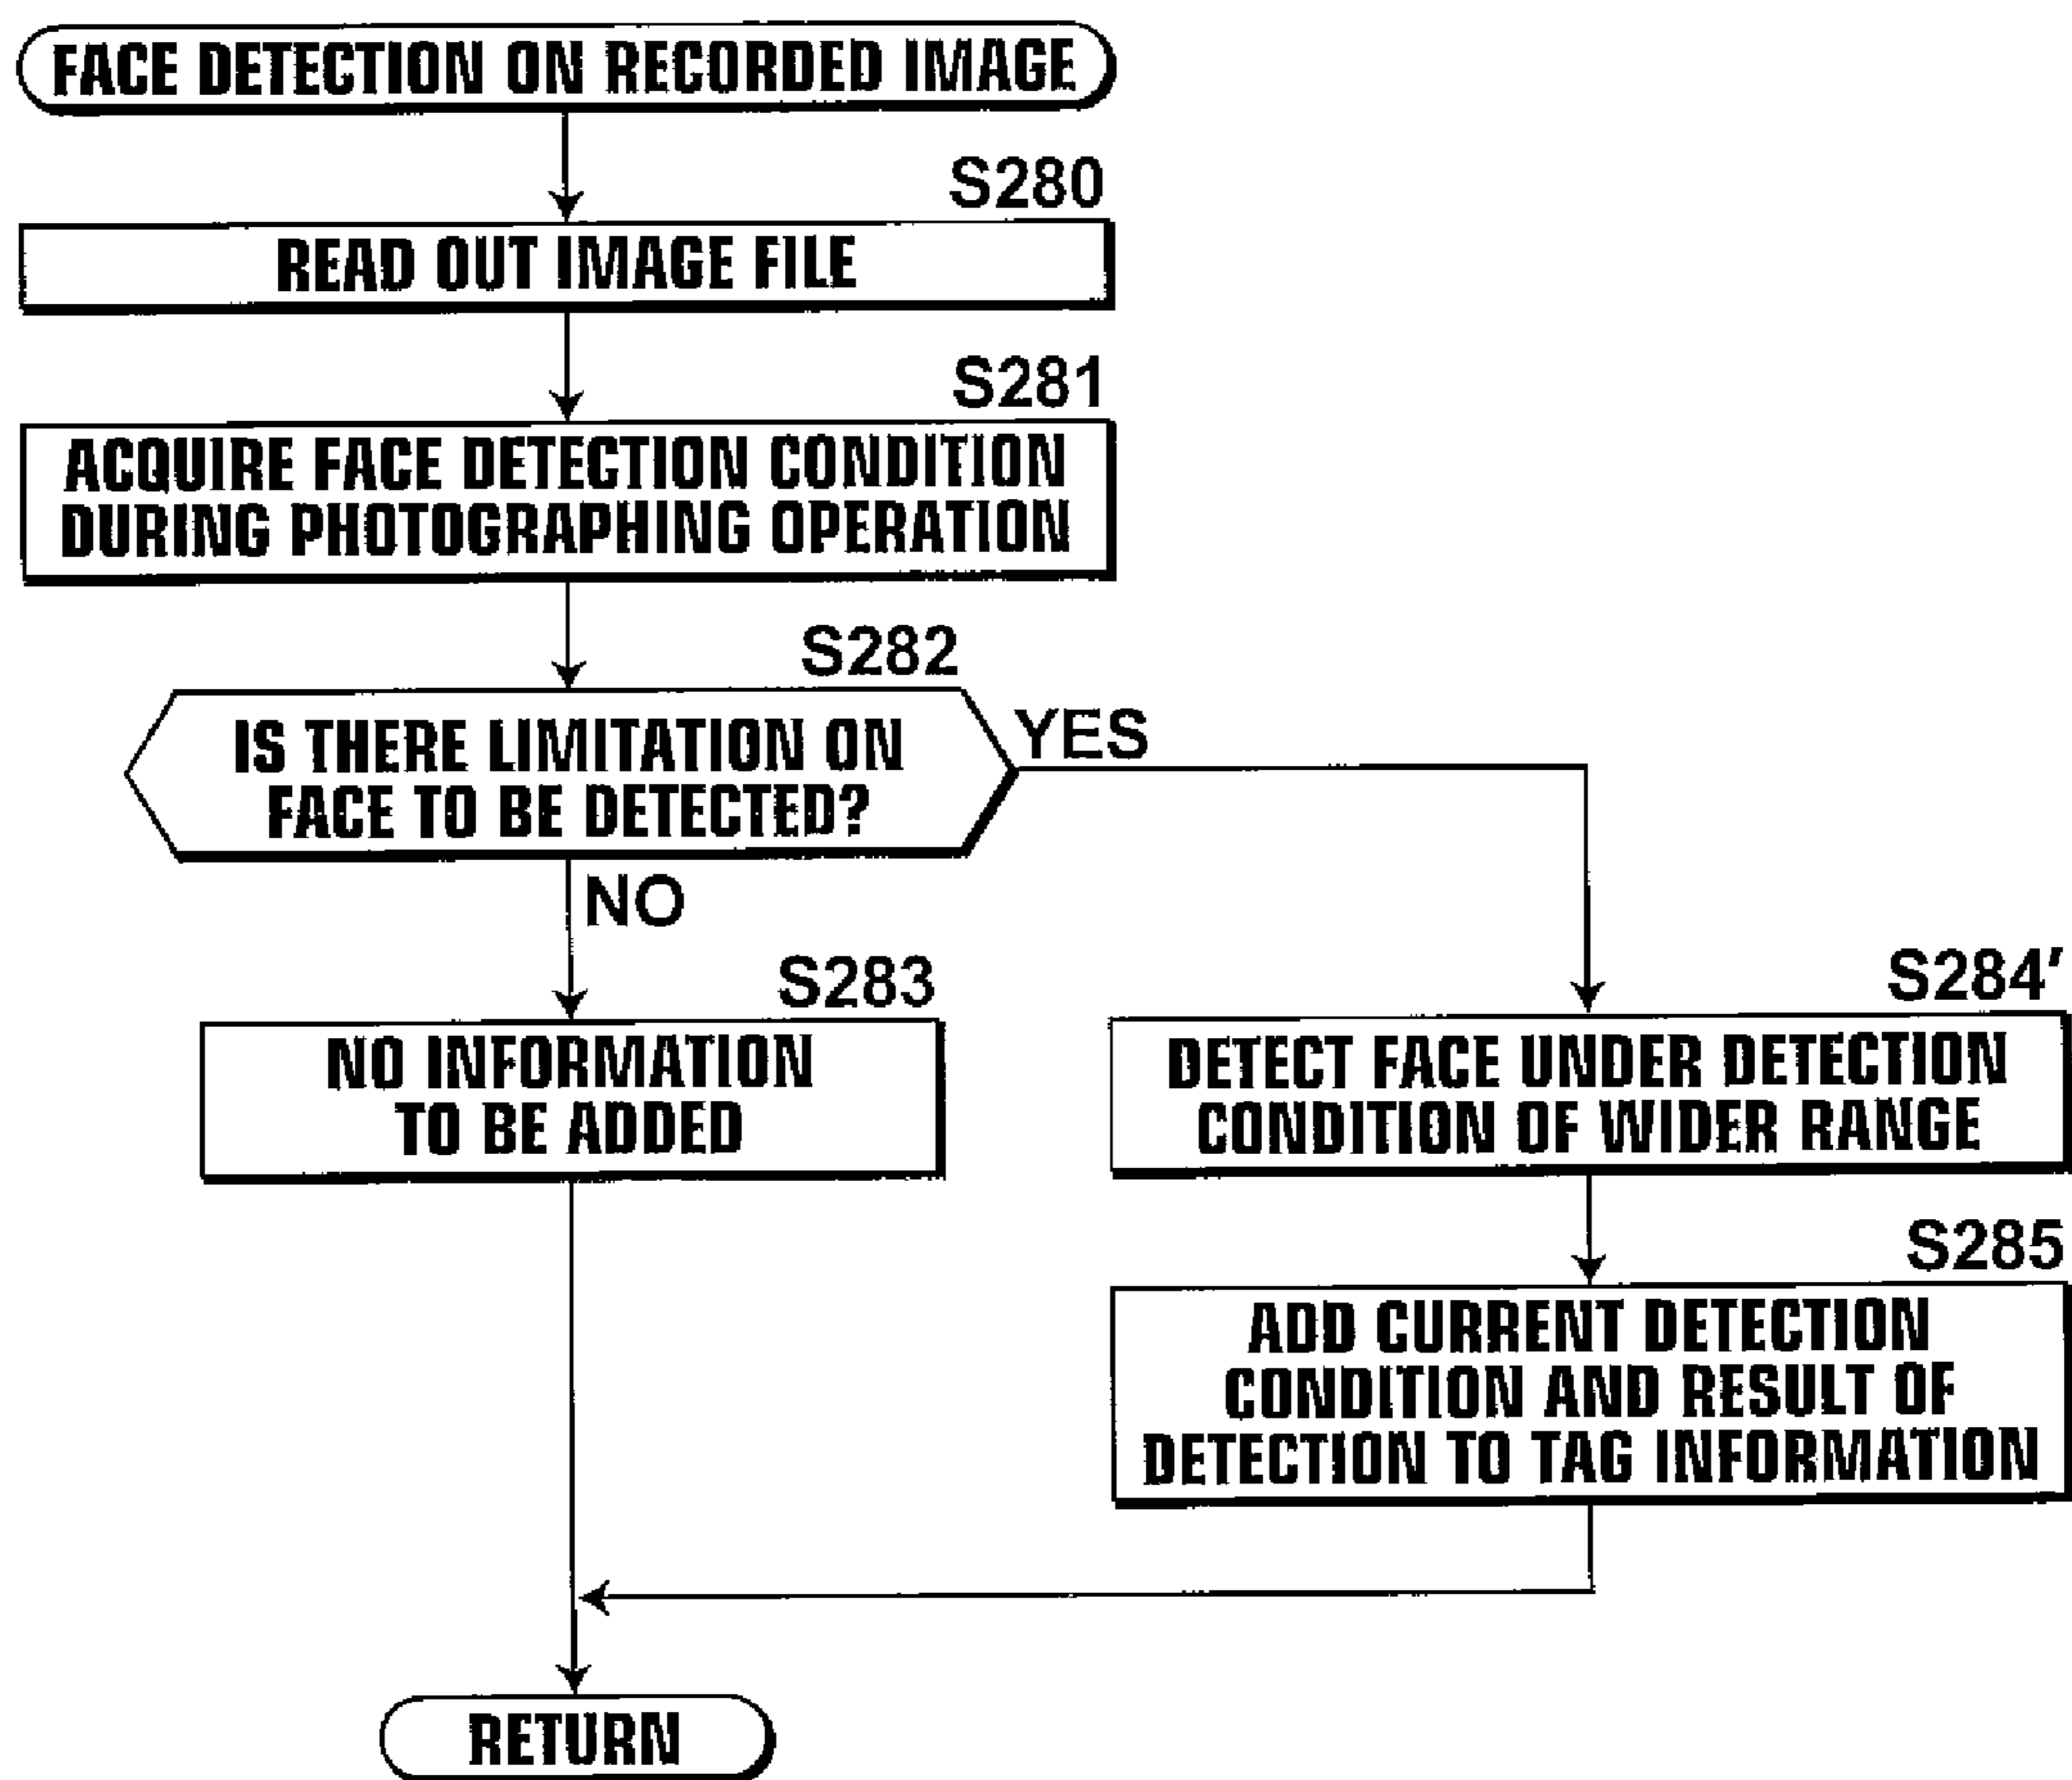 FACE DETECTION ON RECORDED IMAGE
S280
READ OUT IMAGE FILE
S281
ACQUIRE FACE DETECTION CONDITION
DURING PHOTOGRAPHING OPERATION
S282
IS THERE LIMITATION ON
FACE TO BE DETECTED?
YES
NO
S283
NO INFORMATION
TO BE ADDED
S284'
DETECT FACE UNDER DETECTION
CONDITION OF WIDER RANGE
S285
ADD CURRENT DETECTION
CONDITION AND RESULT OF
DETECTION TO TAG INFORMATION
RETURN